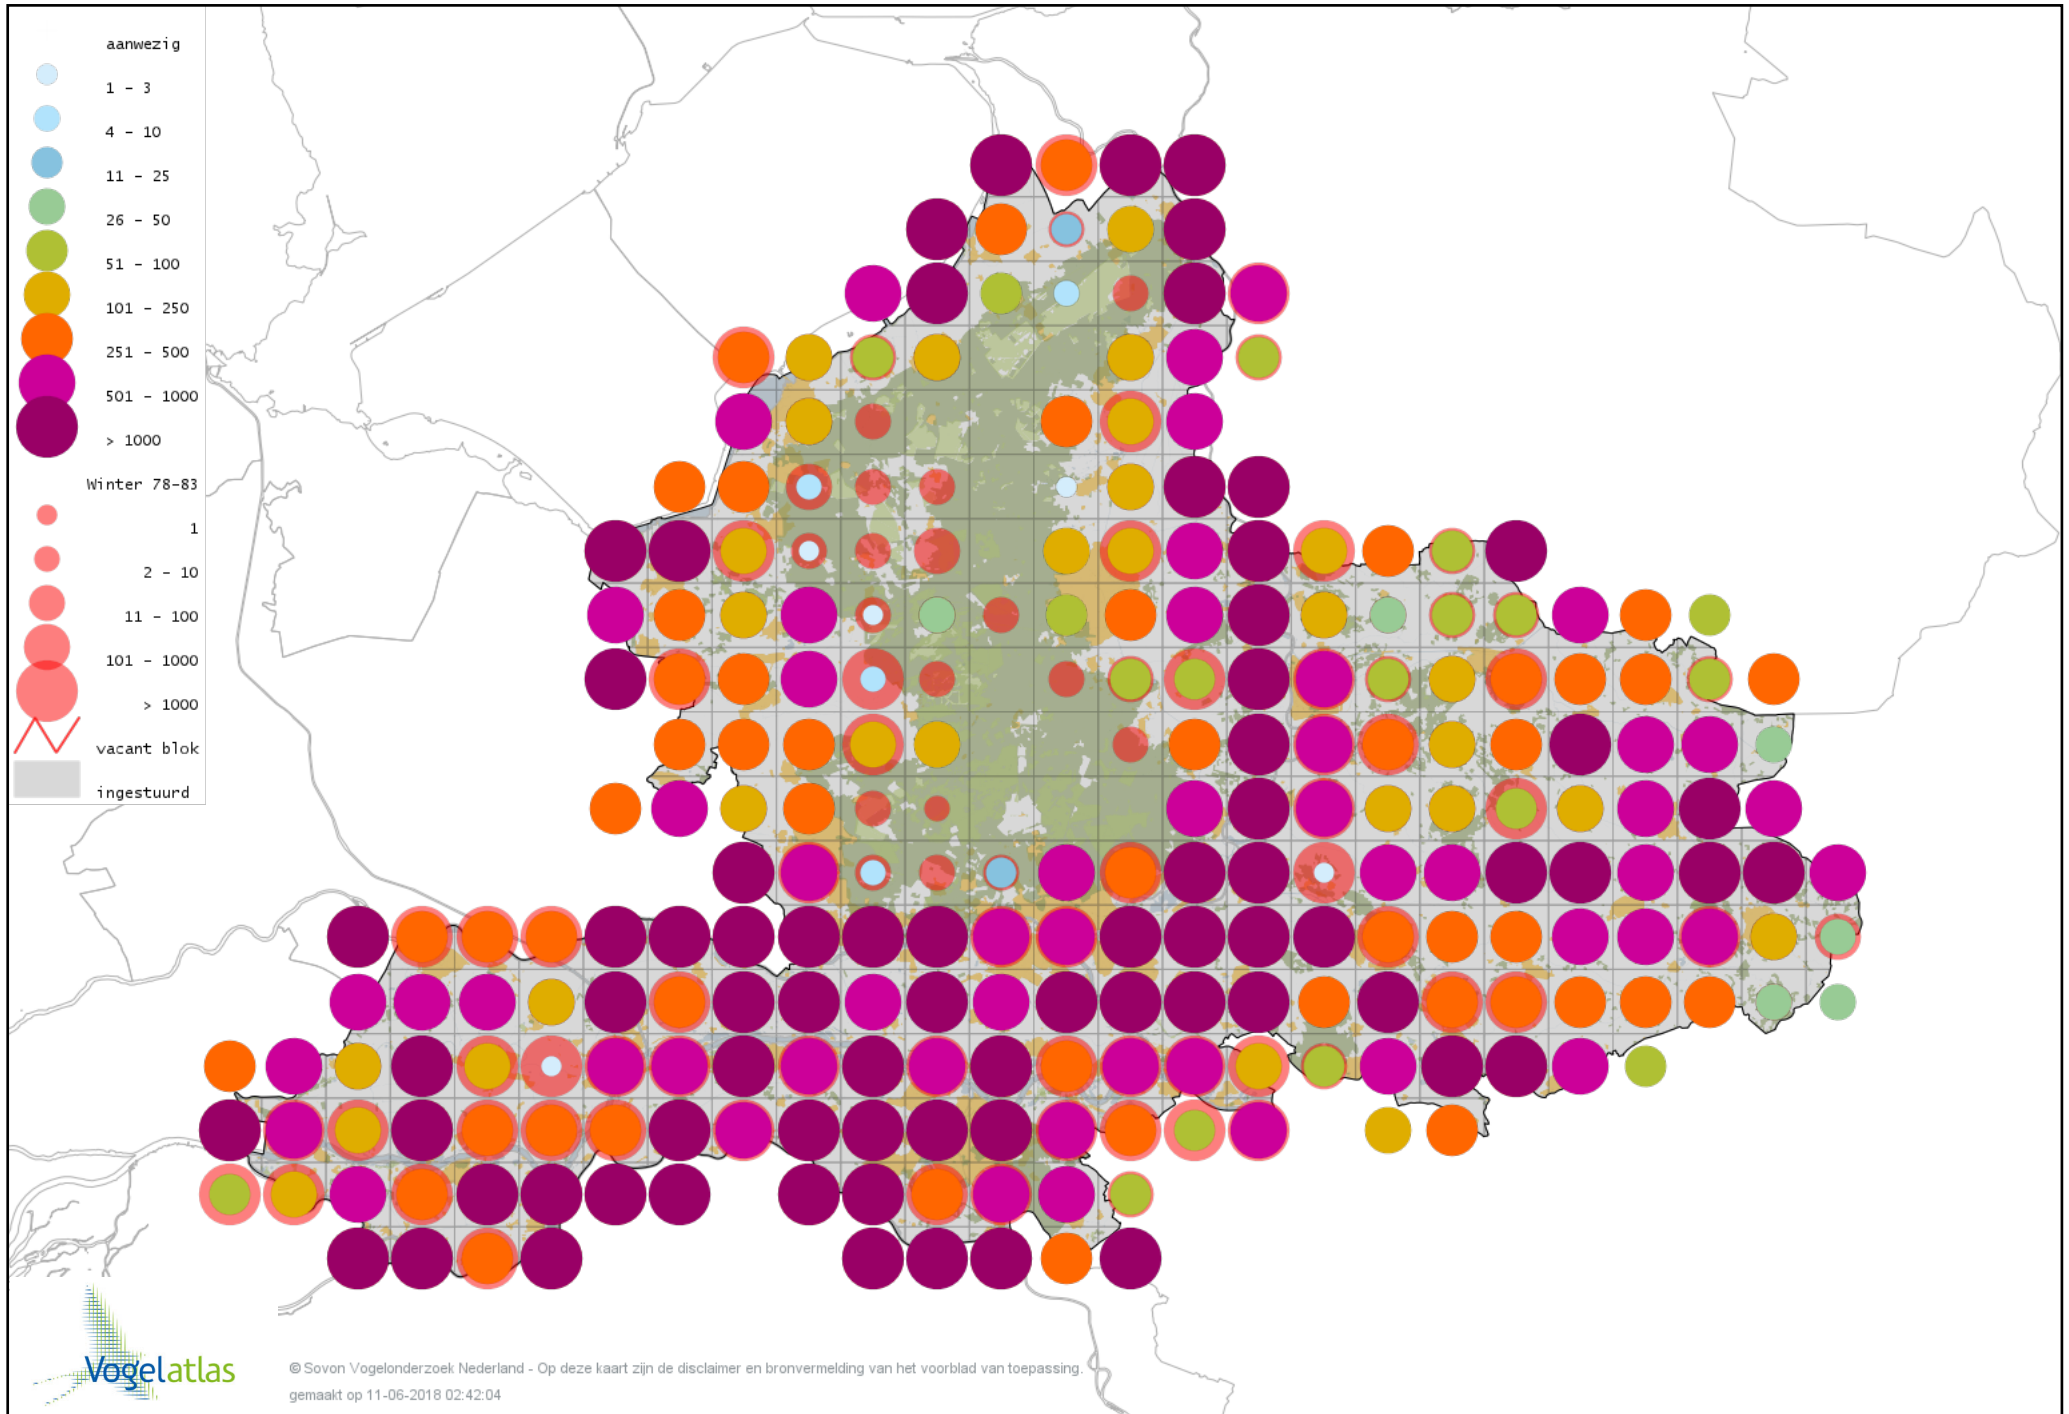 aanwezig
1 - 3
4 - 10
11 - 25
26 - 50
51 - 100
101 - 250
251 - 500
501 - 1000
> 1000
Winter 78-83
1
2 - 10
11 - 100
101 - 1000
> 1000
vacant blok
ingestuurd
Vogelatlas
© Sovon Vogelonderzoek Nederland - Op deze kaart zijn de disclaimer en bronvermelding van het voorblad van toepassing.
gemaakt op 11-06-2018 02:42:04